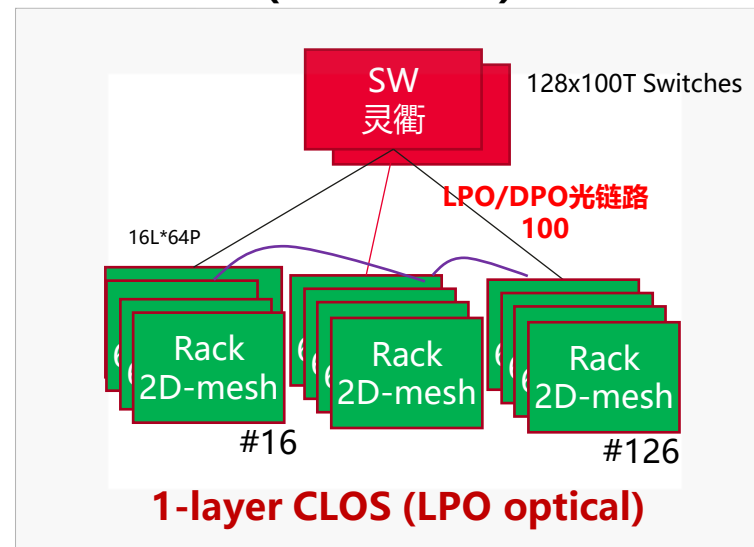 SW
灵衢
128x100T Switches
LPO/DPO光链路
100
16L*64P
Rack
2D-mesh
#16
Rack
2D-mesh
Rack
2D-mesh
#126
1-layer CLOS (LPO optical)